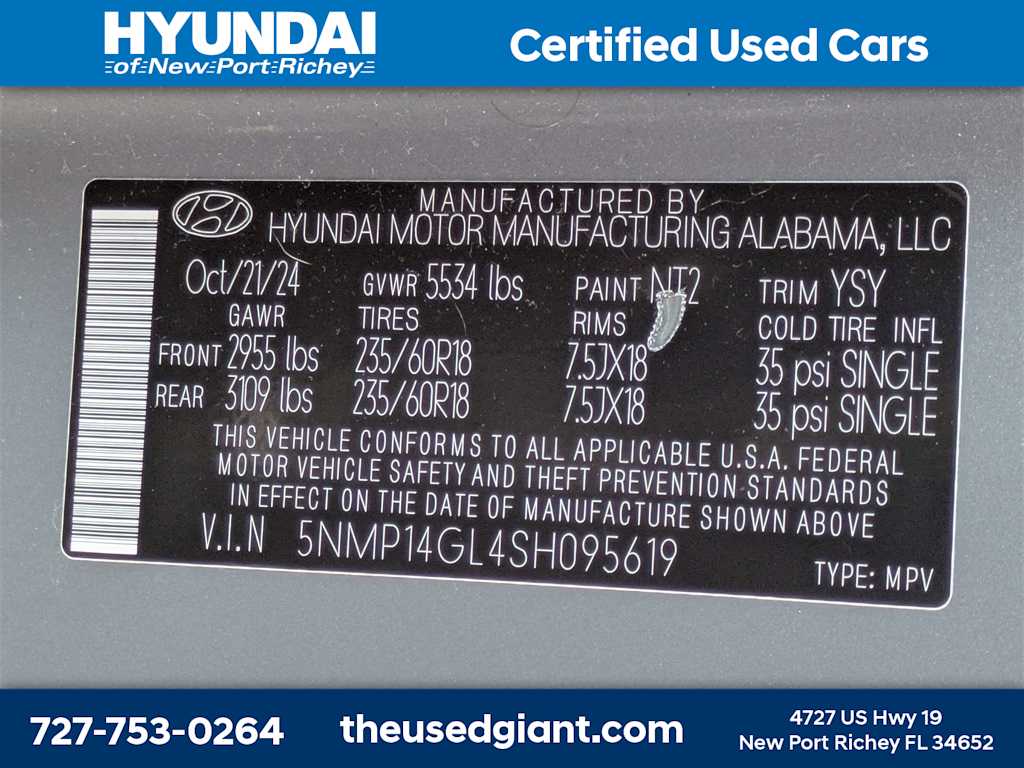 HYUNDAI
of New Port Richey
Certified Used Cars
MANUFACTURED BY
HYUNDAI MOTOR MANUFACTURING ALABAMA, LLC
Oct/21/24 GVWR 5534 lbs PAINT NT2 TRIM YSY
GAWR TIRES RIMS COLD TIRE INFL
FRONT 2955 lbs 235/60R18 7.5JX18 35 psi SINGLE
REAR 3109 lbs 235/60R18 7.5JX18 35 psi SINGLE
THIS VEHICLE CONFORMS TO ALL APPLICABLE U.S.A. FEDERAL
MOTOR VEHICLE SAFETY AND THEFT PREVENTION STANDARDS
IN EFFECT ON THE DATE OF MANUFACTURE SHOWN ABOVE
V.I.N 5NMP14GL4SH095619
TYPE: MPV
727-753-0264
theusedgiant.com
4727 US Hwy 19
New Port Richey FL 34652